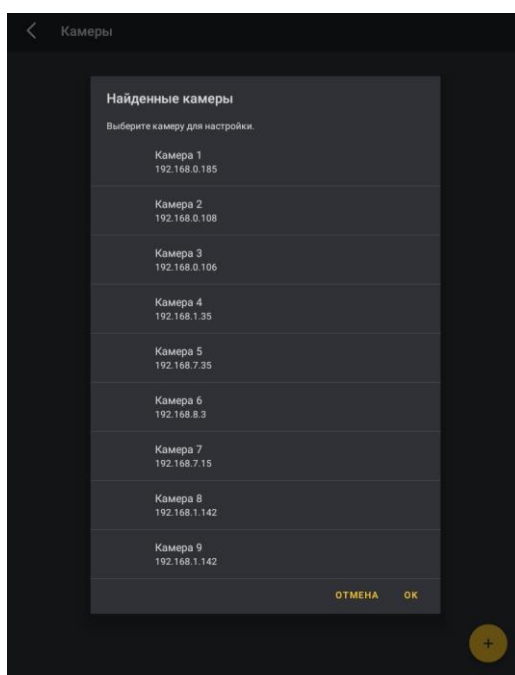 Камеры
Найденные камеры
Выберите камеру для настройки.
Камера 1
192.168.0.185
Камера 2
192.168.0.108
Камера 3
192.168.0.106
Камера 4
192.168.1.35
Камера 5
192.168.7.35
Камера 6
192.168.8.3
Камера 7
192.168.7.15
Камера 8
192.168.1.142
Камера 9
192.168.1.142
ОТМЕНА ОК
+